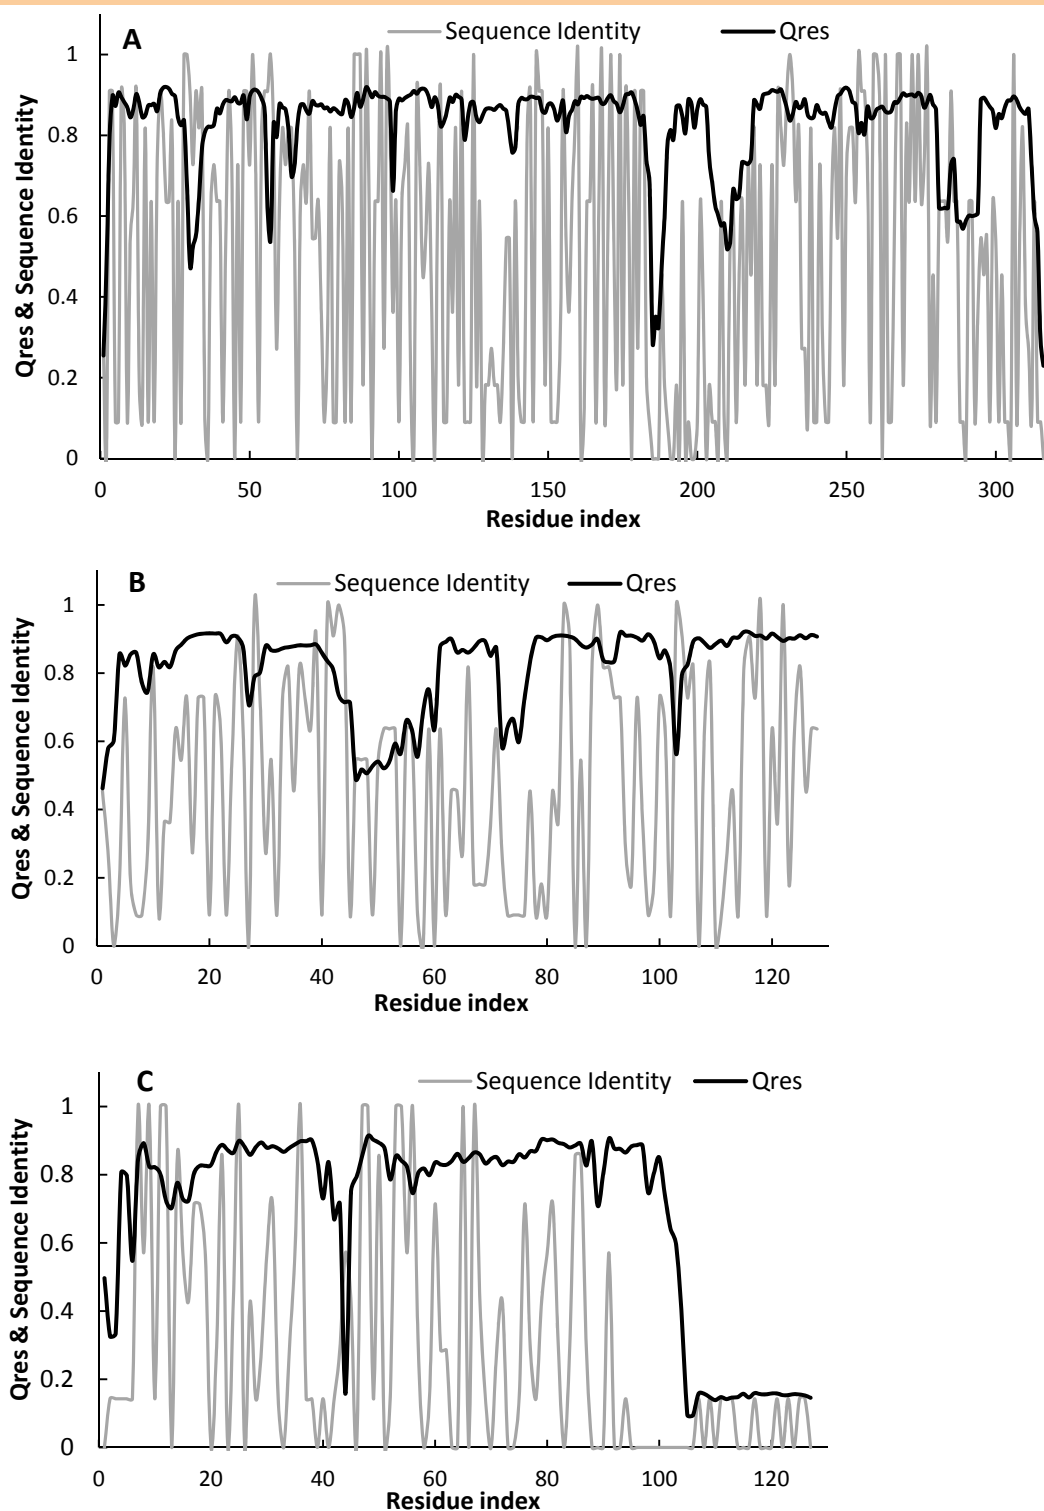 A
Sequence Identity Qres
Qres & Sequence Identity
1
0.8
0.6
0.4
0.2
0
0 50 100 150 200 250 300
Residue index
B
Sequence Identity Qres
Qres & Sequence Identity
1
0.8
0.6
0.4
0.2
0
0 20 40 60 80 100 120
Residue index
C
Sequence Identity Qres
Qres & Sequence Identity
1
0.8
0.6
0.4
0.2
0
0 20 40 60 80 100 120
Residue index